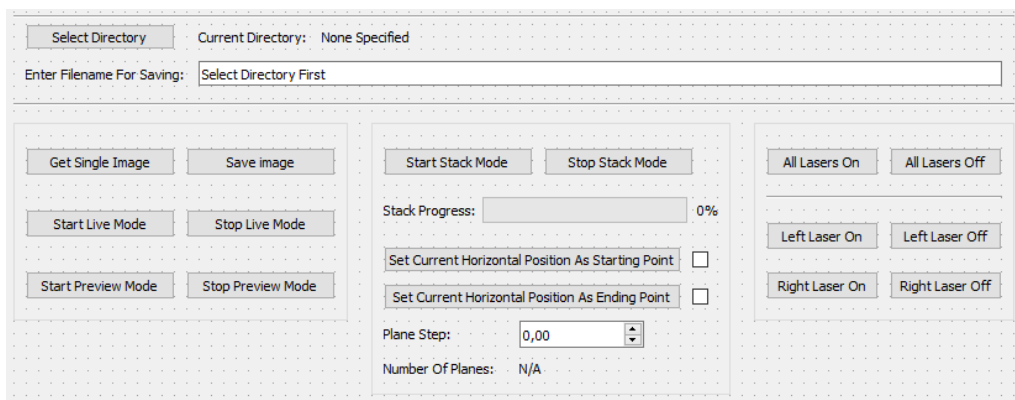 Select Directory Current Directory: None Specified
Enter Filename For Saving: Select Directory First
Get Single Image Save image
Start Live Mode Stop Live Mode
Start Preview Mode Stop Preview Mode
Start Stack Mode Stop Stack Mode
Stack Progress: 0%
Set Current Horizontal Position As Starting Point
Set Current Horizontal Position As Ending Point
Plane Step: 0,00
Number Of Planes: N/A
All Lasers On All Lasers Off
Left Laser On Left Laser Off
Right Laser On Right Laser Off